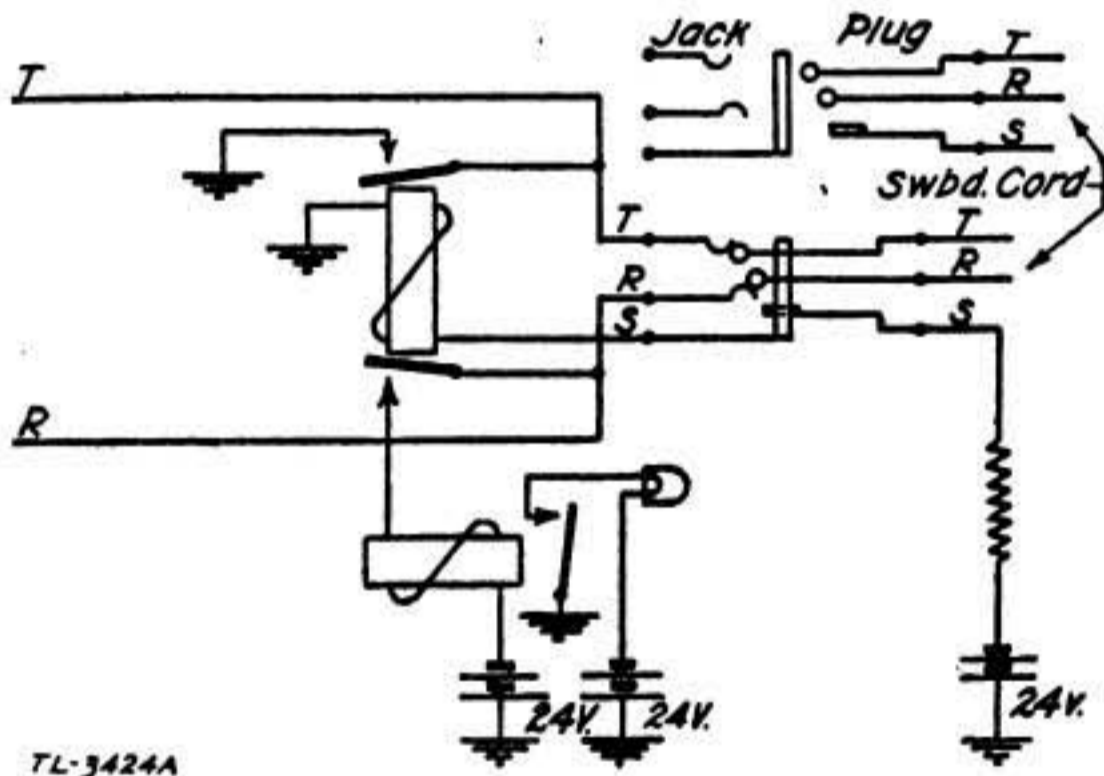 Jack Plug T
T
R
S
Swbd. Cord
T T
R R
S S
R
24V. 24V. 24V.
TL-3424A